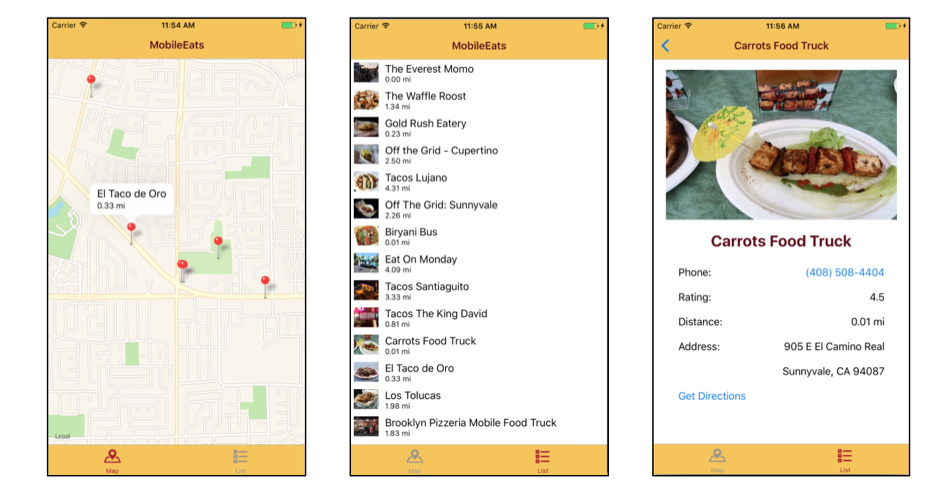 Carrier 11:54 AM
MobileEats
El Taco de Oro
0.33 mi
Legal
Map List
Carrier 11:55 AM
MobileEats
The Everest Momo
0.00 mi
The Waffle Roost
1.34 mi
Gold Rush Eatery
0.23 mi
Off the Grid - Cupertino
2.50 mi
Tacos Lujano
4.31 mi
Off The Grid: Sunnyvale
2.26 mi
Biryani Bus
0.01 mi
Eat On Monday
4.09 mi
Tacos Santiaguito
3.33 mi
Tacos The King David
0.81 mi
Carrots Food Truck
0.01 mi
El Taco de Oro
0.33 mi
Los Tolucas
1.98 mi
Brooklyn Pizzeria Mobile Food Truck
1.83 mi
Map List
Carrier 11:56 AM
Carrots Food Truck
Carrots Food Truck
Phone: (408) 508-4404
Rating: 4.5
Distance: 0.01 mi
Address: 905 E El Camino Real
Sunnyvale, CA 94087
Get Directions
Map List